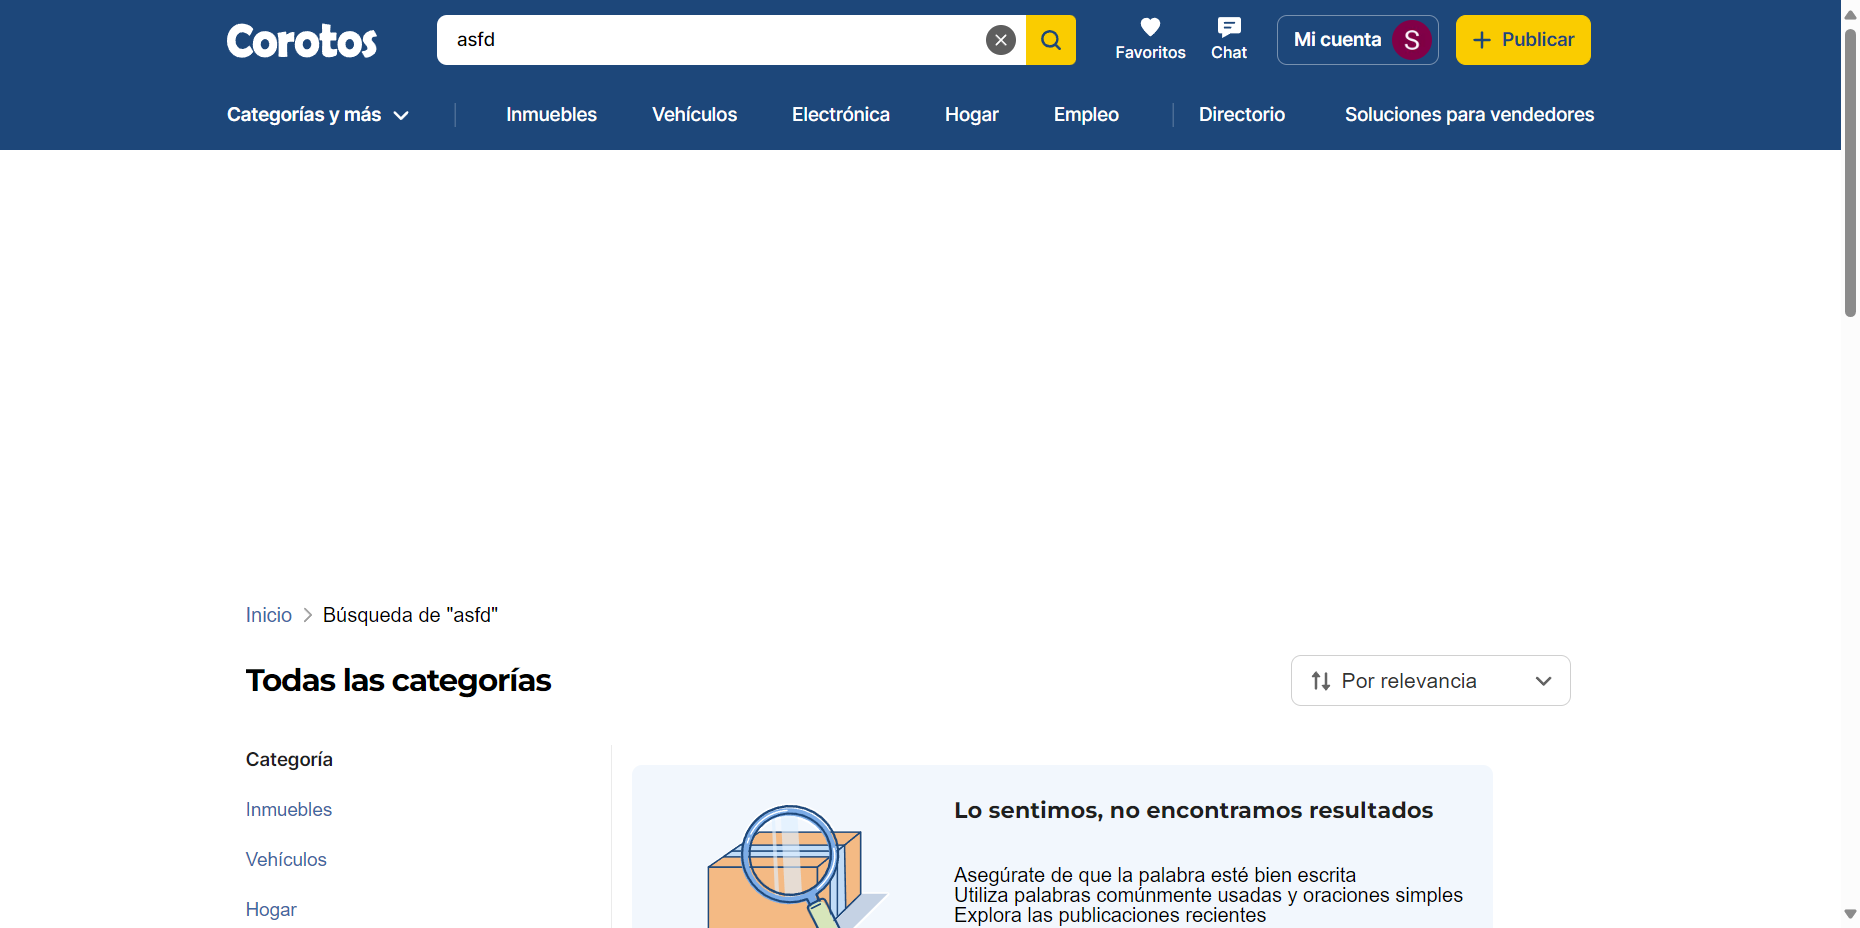 Corotos
asfd
Favoritos
Chat
Mi cuenta
S
Publicar
Categorías y más
Inmuebles
Vehículos
Electrónica
Hogar
Empleo
Directorio
Soluciones para vendedores
Inicio
Búsqueda de "asfd"
Todas las categorías
Por relevancia
Categoría
Inmuebles
Vehículos
Hogar
Lo sentimos, no encontramos resultados
Asegúrate de que la palabra esté bien escrita
Utiliza palabras comúnmente usadas y oraciones simples
Explora las publicaciones recientes